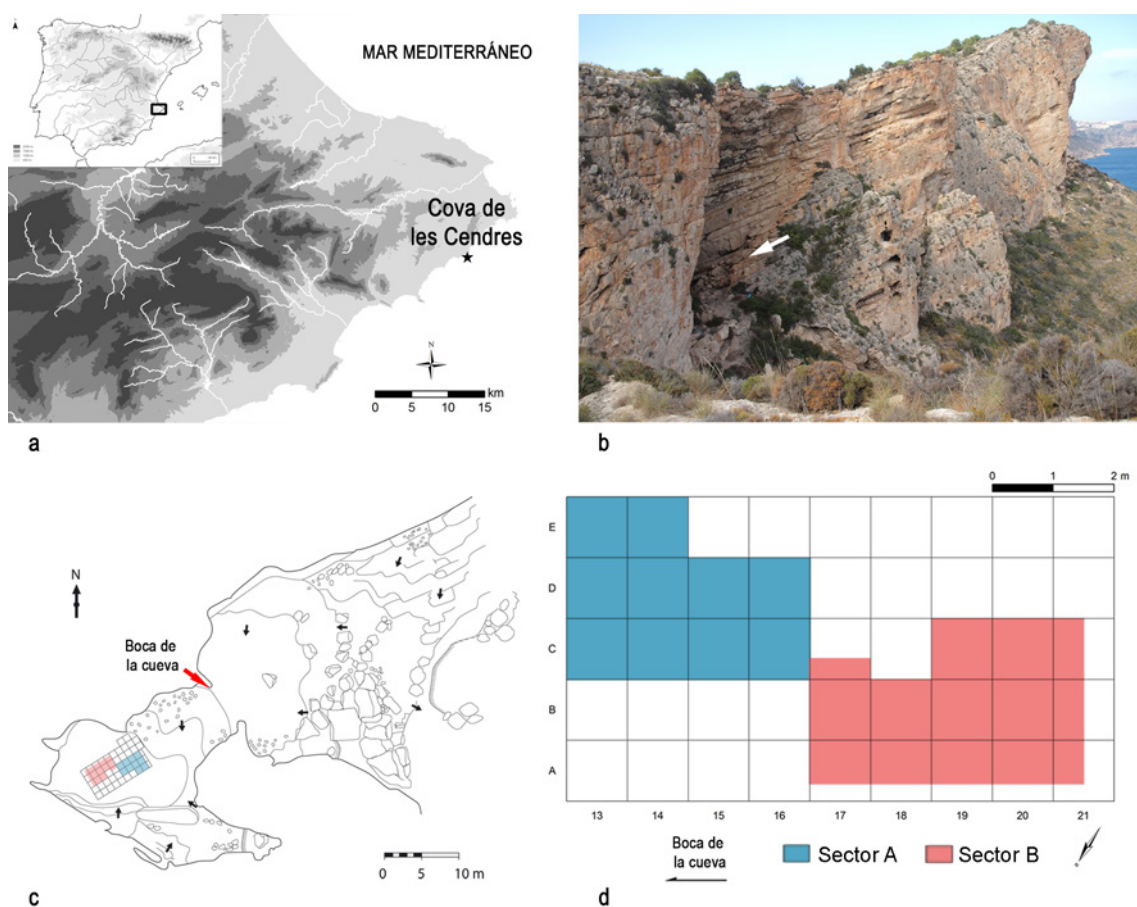 MAR MEDITERRÁNEO
Cova de
les Cendres
N
km
0 5 10 15
a
b
N
Boca de
la cueva
0 5 10 m
c
0 1 2 m
E
D
C
B
A
13 14 15 16 17 18 19 20 21
Boca de
la cueva
Sector A
Sector B
d